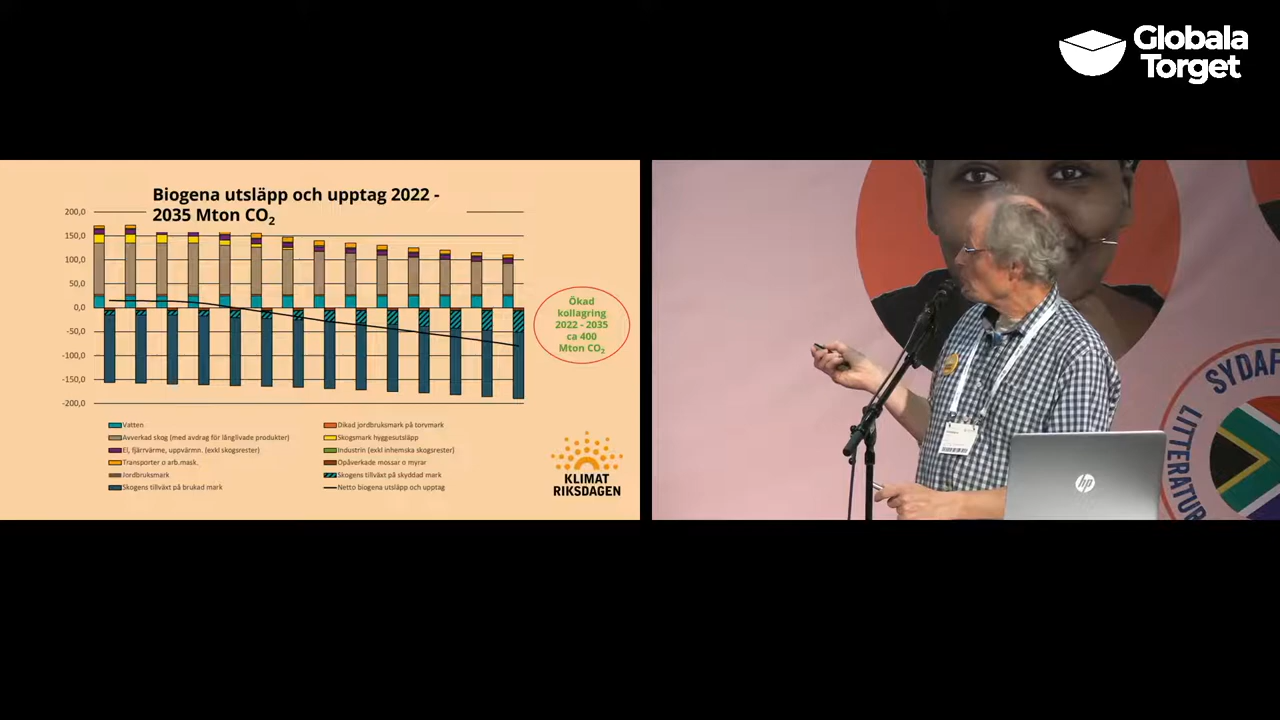 Globala
Torget
Biogena utsläpp och upptag 2022 -
2035 Mton CO₂
200,0
150,0
100,0
50,0
0,0
-50,0
-100,0
-150,0
-200,0
Ökad
kollagring
2022 - 2035
ca 400
Mton CO₂
Vatten
Dikad jordbruksmark på torvmark
Avverkad skog (med avdrag för långlivade produkter)
Skogsmark hyggesutsläpp
El, fjärrvärme, uppvärmn. (exkl skogsrester)
Industrin (exkl inhemska skogsrester)
Transporter o arb.mask.
Opåverkade mossar o myrar
Jordbruksmark
Skogens tillväxt på skyddad mark
Skogens tillväxt på brukad mark
Netto biogena utsläpp och upptag
KLIMAT
RIKSDAGEN
SYDAF
LITTERATUR
hp